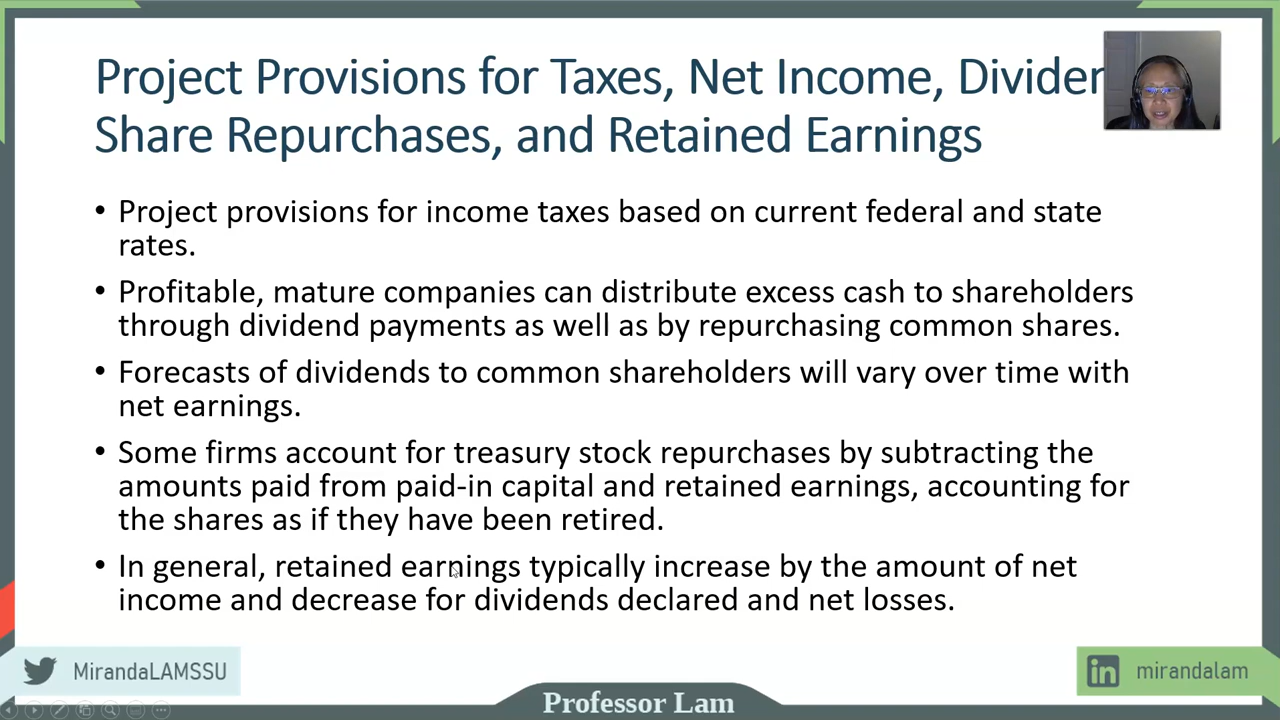 Project Provisions for Taxes, Net Income,
Share Repurchases, and Retained Earnings
• Project provisions for income taxes based on current federal and state
rates.
• Profitable, mature companies can distribute excess cash to shareholders
through dividend payments as well as by repurchasing common shares.
• Forecasts of dividends to common shareholders will vary over time with
net earnings.
• Some firms account for treasury stock repurchases by subtracting the
amounts paid from paid-in capital and retained earnings, accounting for
the shares as if they have been retired.
• In general, retained earnings typically increase by the amount of net
income and decrease for dividends declared and net losses.
MirandaLAMSSU
in mirandalam
Professor Lam